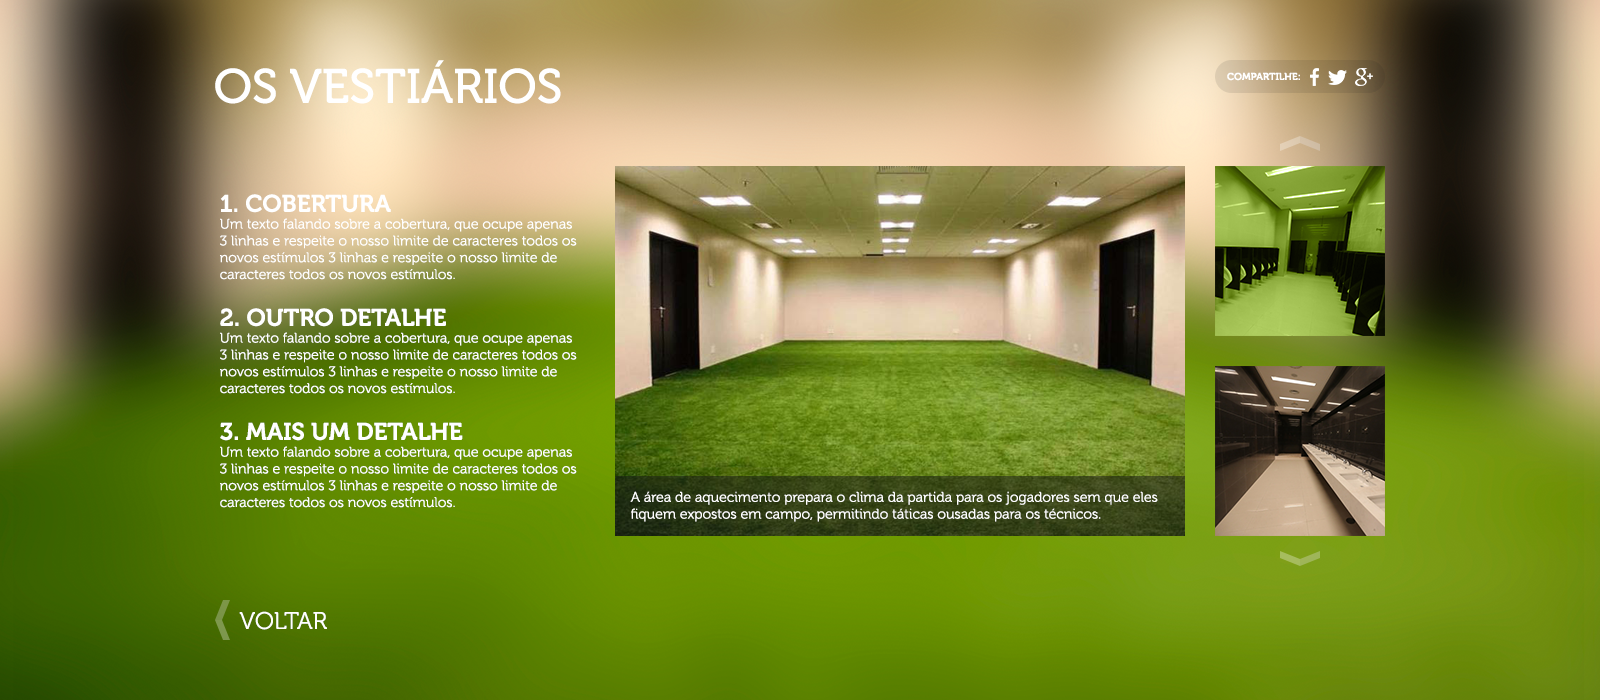 OS VESTIÁRIOS
COMPARTILHE:
1. COBERTURA
Um texto falando sobre a cobertura, que ocupe apenas
3 linhas e respeite o nosso limite de caracteres todos os
novos estímulos 3 linhas e respeite o nosso limite de
caracteres todos os novos estímulos.
2. OUTRO DETALHE
Um texto falando sobre a cobertura, que ocupe apenas
3 linhas e respeite o nosso limite de caracteres todos os
novos estímulos 3 linhas e respeite o nosso limite de
caracteres todos os novos estímulos.
3. MAIS UM DETALHE
Um texto falando sobre a cobertura, que ocupe apenas
3 linhas e respeite o nosso limite de caracteres todos os
novos estímulos 3 linhas e respeite o nosso limite de
caracteres todos os novos estímulos.
A área de aquecimento prepara o clima da partida para os jogadores sem que eles
fiquem expostos em campo, permitindo táticas ousadas para os técnicos.
VOLTAR